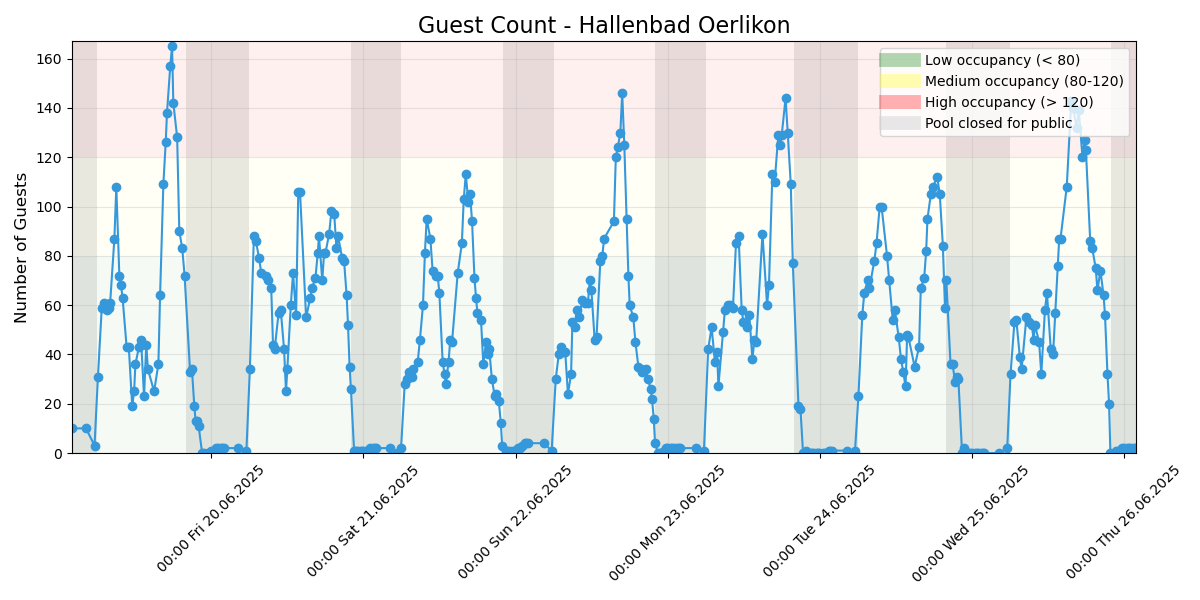 Guest Count - Hallenbad Oerlikon
Number of Guests
160
140
120
100
80
60
40
20
0
Low occupancy (< 80)
Medium occupancy (80-120)
High occupancy (> 120)
Pool closed for public
00:00 Fri 20.06.2025
00:00 Sat 21.06.2025
00:00 Sun 22.06.2025
00:00 Mon 23.06.2025
00:00 Tue 24.06.2025
00:00 Wed 25.06.2025
00:00 Thu 26.06.2025